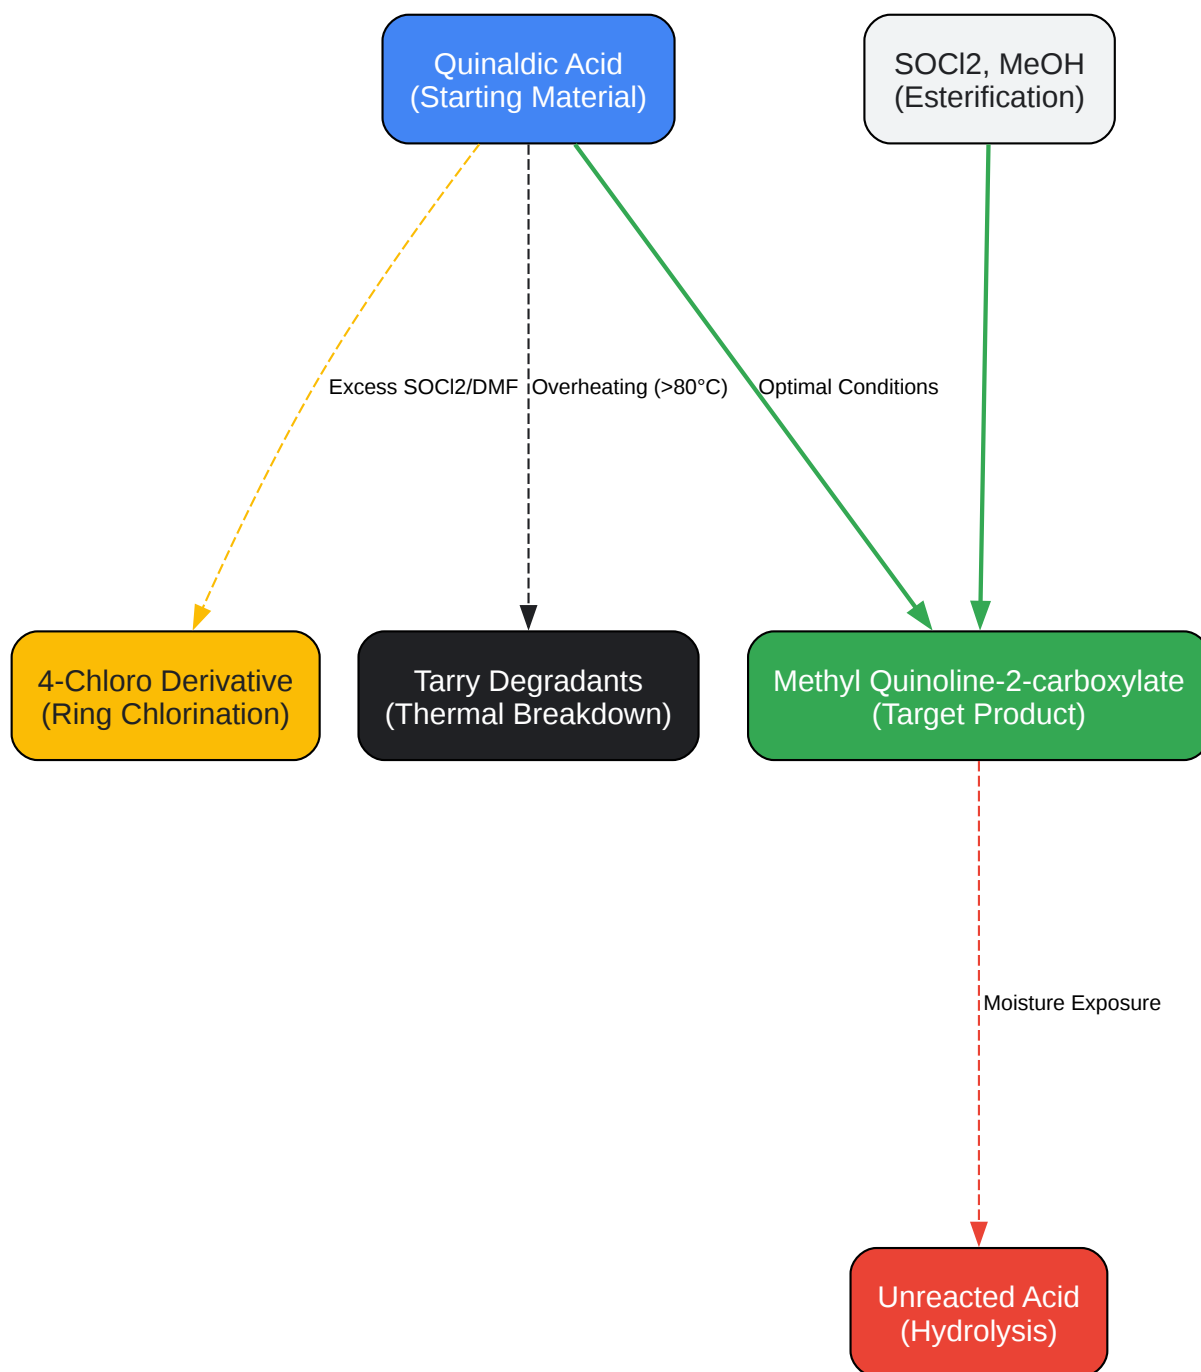 Quinaldic Acid
(Starting Material)
SOCl2, MeOH
(Esterification)
Excess SOCl2/DMF
Overheating (>80°C)
Optimal Conditions
4-Chloro Derivative
(Ring Chlorination)
Tarry Degradants
(Thermal Breakdown)
Methyl Quinoline-2-carboxylate
(Target Product)
Moisture Exposure
Unreacted Acid
(Hydrolysis)